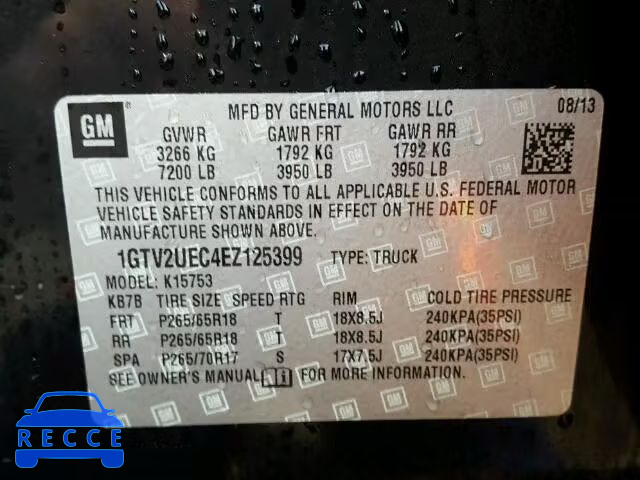 GM
MFD BY GENERAL MOTORS LLC 08/13
GVWR GAWR FRT GAWR RR
3266 KG 1792 KG 1792 KG
7200 LB 3950 LB 3950 LB
THIS VEHICLE CONFORMS TO ALL APPLICABLE U.S. FEDERAL MOTOR
VEHICLE SAFETY STANDARDS IN EFFECT ON THE DATE OF
MANUFACTURE SHOWN ABOVE.
1GTV2UEC4EZ125399 TYPE: TRUCK
MODEL: K15753
KB7B TIRE SIZE SPEED RTG RIM COLD TIRE PRESSURE
FRT P265/65R18 T 18X8.5J 240KPA(35PSI)
RR P265/65R18 T 18X8.5J 240KPA(35PSI)
SPA P265/70R17 S 17X7.5J 240KPA(35PSI)
SEE OWNER'S MANUAL FOR MORE INFORMATION.
RECCE